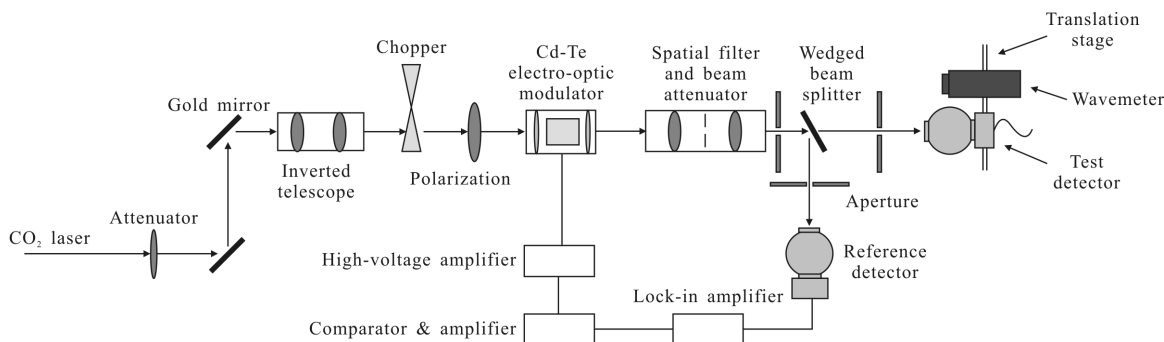 Translation
stage
Chopper
Cd-Te
electro-optic
modulator
Spatial filter
and beam
attenuator
Wedged
beam
splitter
Gold mirror
Wavemeter
Inverted
telescope
Polarization
Test
detector
Aperture
Attenuator
CO₂ laser
High-voltage amplifier
Reference
detector
Lock-in amplifier
Comparator & amplifier